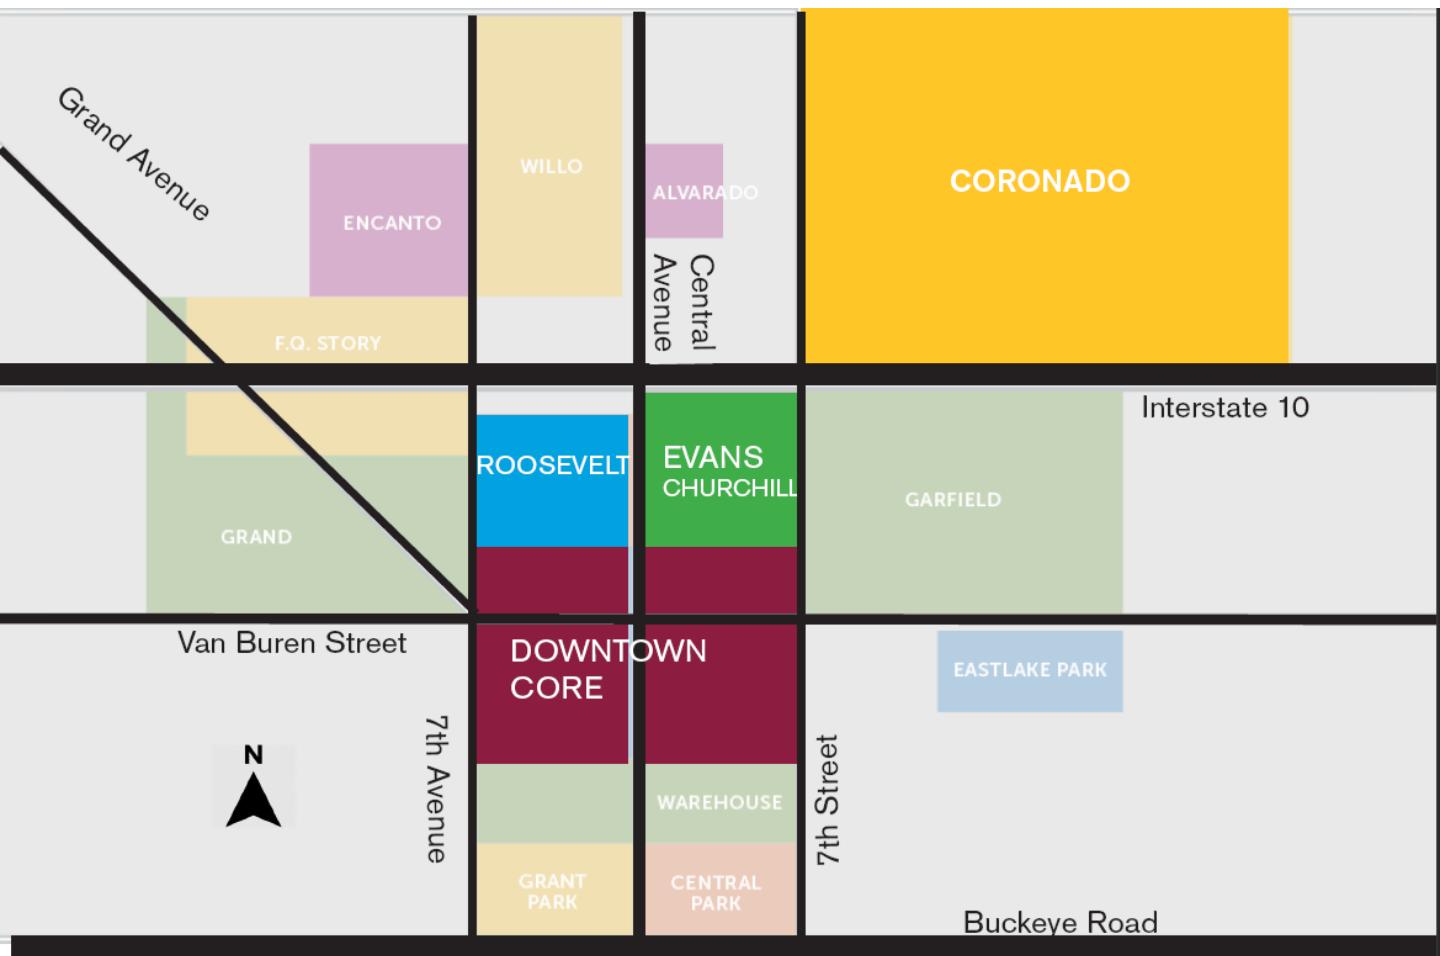 Grand Avenue
WILLO
CORONADO
ALVARADO
ENCANTO
Central
Avenue
F.Q. STORY
Interstate 10
ROOSEVELT
EVANS
CHURCHILL
GARFIELD
GRAND
Van Buren Street
DOWNTOWN
CORE
EASTLAKE PARK
7th Avenue
N
7th Street
WAREHOUSE
GRANT
PARK
CENTRAL
PARK
Buckeye Road